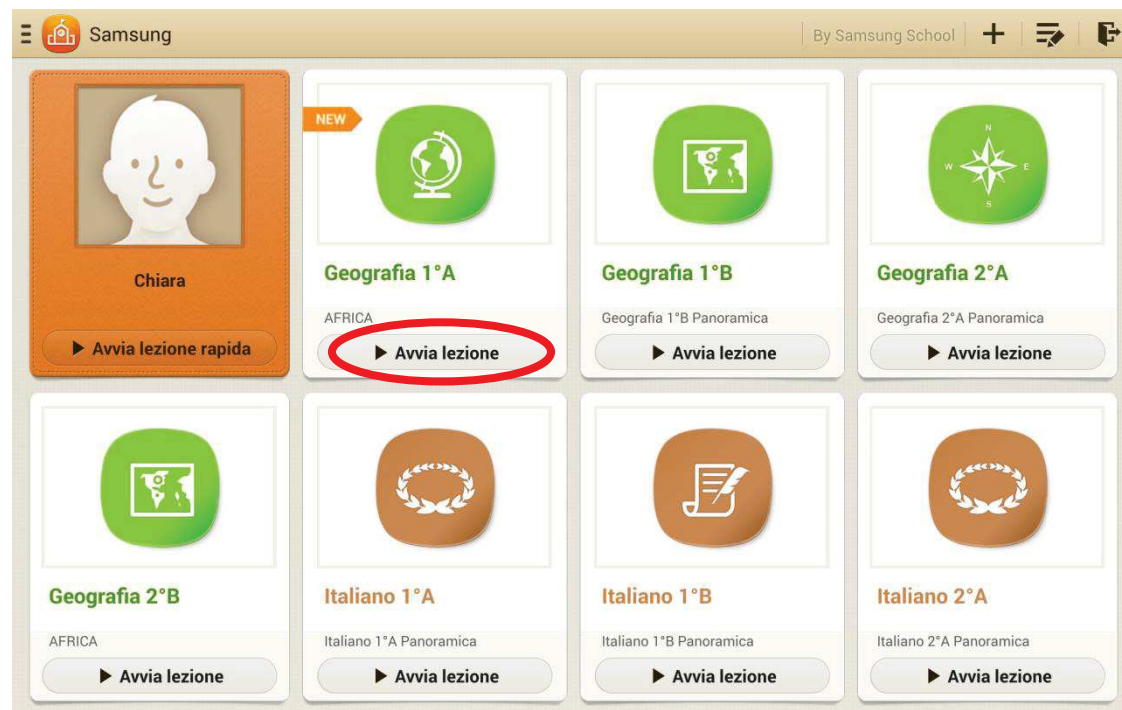 Samsung
By Samsung School
Chiara
▶ Avvia lezione rapida
NEW
Geografia 1°A
AFRICA
▶ Avvia lezione
Geografia 1°B
Geografia 1°B Panoramica
▶ Avvia lezione
N
W E
S
Geografia 2°A
Geografia 2°A Panoramica
▶ Avvia lezione
Geografia 2°B
AFRICA
▶ Avvia lezione
Italiano 1°A
Italiano 1°A Panoramica
▶ Avvia lezione
Italiano 1°B
Italiano 1°B Panoramica
▶ Avvia lezione
Italiano 2°A
Italiano 2°A Panoramica
▶ Avvia lezione